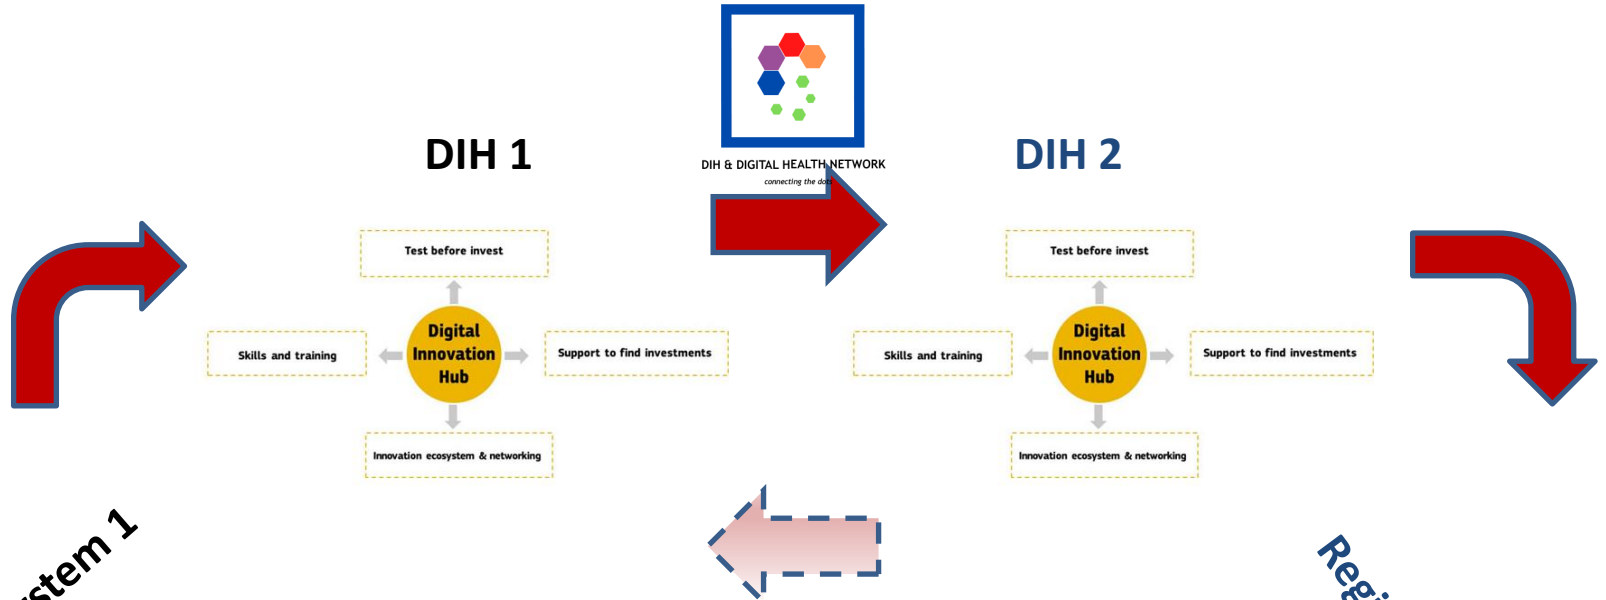 DIH 1
DIH & DIGITAL HEALTH NETWORK
connecting the dots
DIH 2
Test before invest
Skills and training
Digital
Innovation
Hub
Support to find investments
Innovation ecosystem & networking
Test before invest
Skills and training
Digital
Innovation
Hub
Support to find investments
Innovation ecosystem & networking
stem 1
Regi